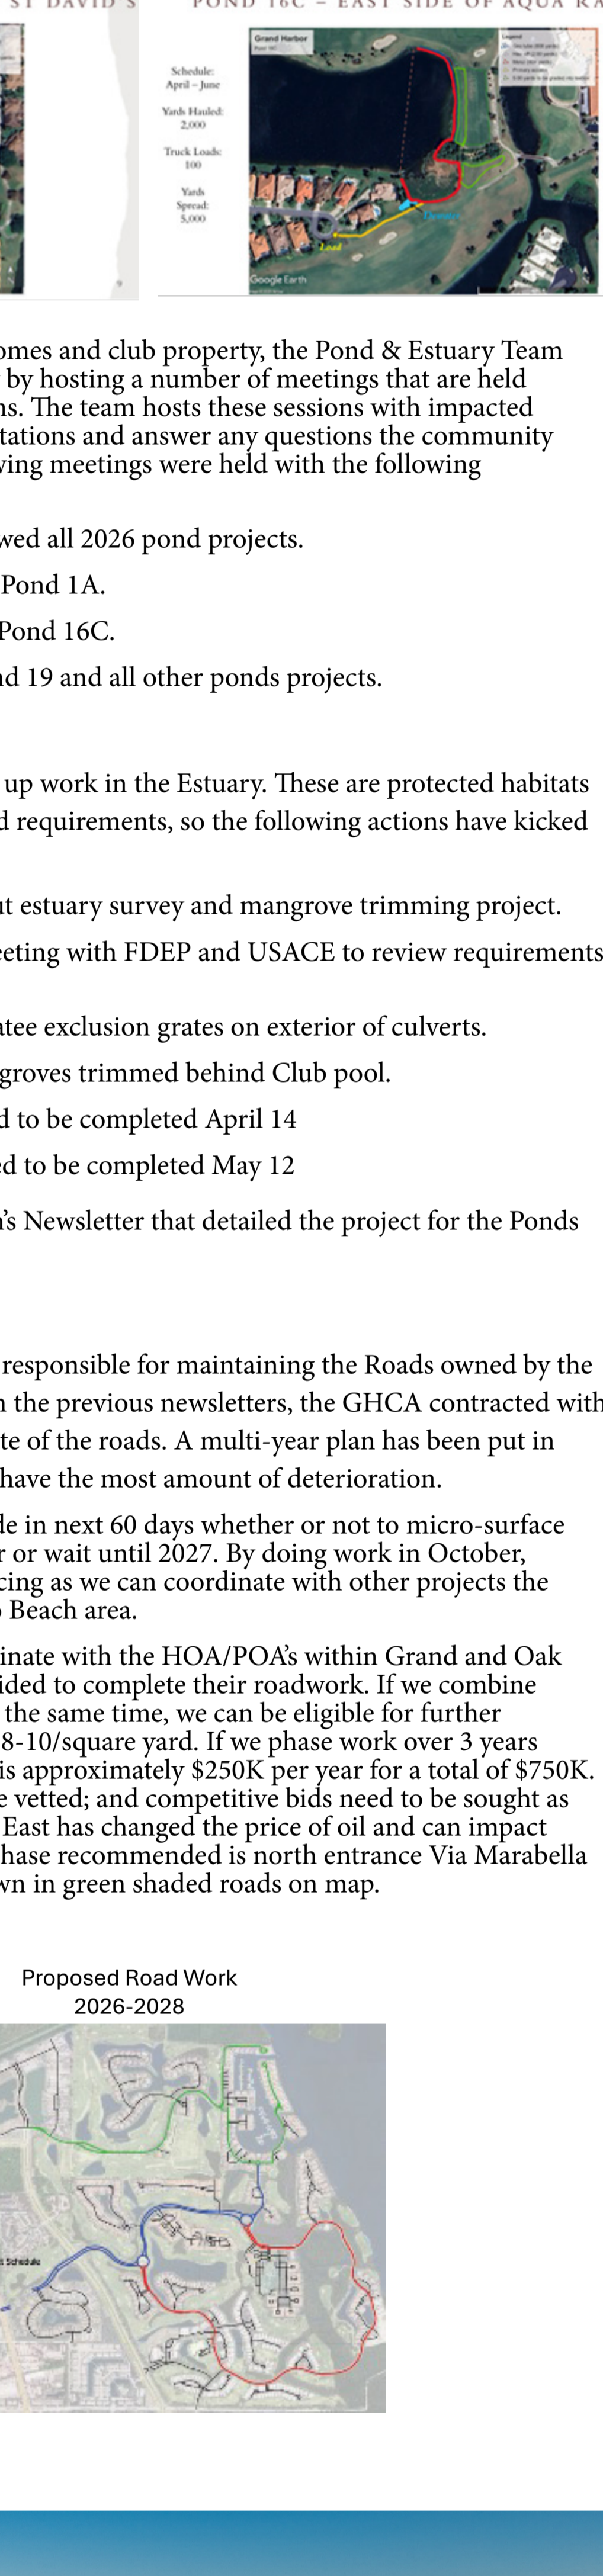 ST DAVID'S
POND 16C – EAST SIDE OF AQUA RA
Grand Harbor
Legend
Schedule:
April – June
Yards Hauled:
2,000
Truck Loads:
100
Yards
Spread:
5,000
Load
Google Earth
9
omes and club property, the Pond & Estuary Team
by hosting a number of meetings that are held
ns. The team hosts these sessions with impacted
tations and answer any questions the community
ving meetings were held with the following
wed all 2026 pond projects.
Pond 1A.
Pond 16C.
nd 19 and all other ponds projects.
up work in the Estuary. These are protected habitats
d requirements, so the following actions have kicked
ut estuary survey and mangrove trimming project.
eeting with FDEP and USACE to review requirements
atee exclusion grates on exterior of culverts.
groves trimmed behind Club pool.
d to be completed April 14
ed to be completed May 12
n's Newsletter that detailed the project for the Ponds
responsible for maintaining the Roads owned by the
n the previous newsletters, the GHCA contracted with
te of the roads. A multi-year plan has been put in
have the most amount of deterioration.
de in next 60 days whether or not to micro-surface
r or wait until 2027. By doing work in October,
cing as we can coordinate with other projects the
o Beach area.
inate with the HOA/POA's within Grand and Oak
ided to complete their roadwork. If we combine
the same time, we can be eligible for further
8-10/square yard. If we phase work over 3 years
is approximately $250K per year for a total of $750K.
e vetted; and competitive bids need to be sought as
East has changed the price of oil and can impact
hase recommended is north entrance Via Marabella
wn in green shaded roads on map.
Proposed Road Work
2026-2028
t Schedule